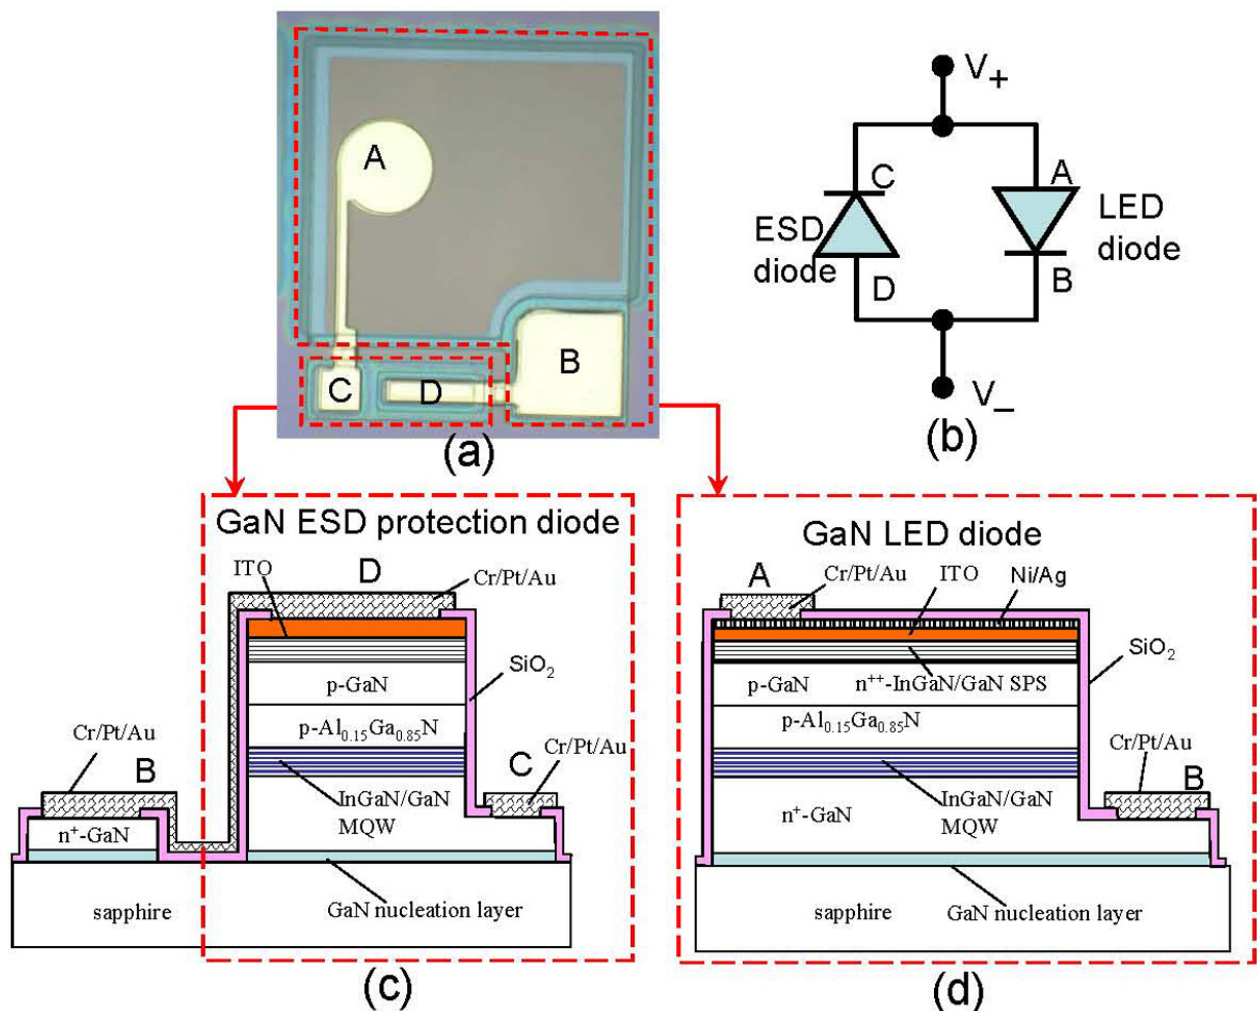 A
B
C
D
(a)
V+
C
A
ESD
diode
LED
diode
D
B
V_
(b)
GaN ESD protection diode
ITO
D
Cr/Pt/Au
SiO2
p-GaN
p-Al0.15Ga0.85N
Cr/Pt/Au
B
C
Cr/Pt/Au
InGaN/GaN
MQW
n+-GaN
sapphire
GaN nucleation layer
(c)
GaN LED diode
A
Cr/Pt/Au
ITO
Ni/Ag
SiO2
p-GaN
n++-InGaN/GaN SPS
p-Al0.15Ga0.85N
Cr/Pt/Au
B
n+-GaN
InGaN/GaN
MQW
sapphire
GaN nucleation layer
(d)